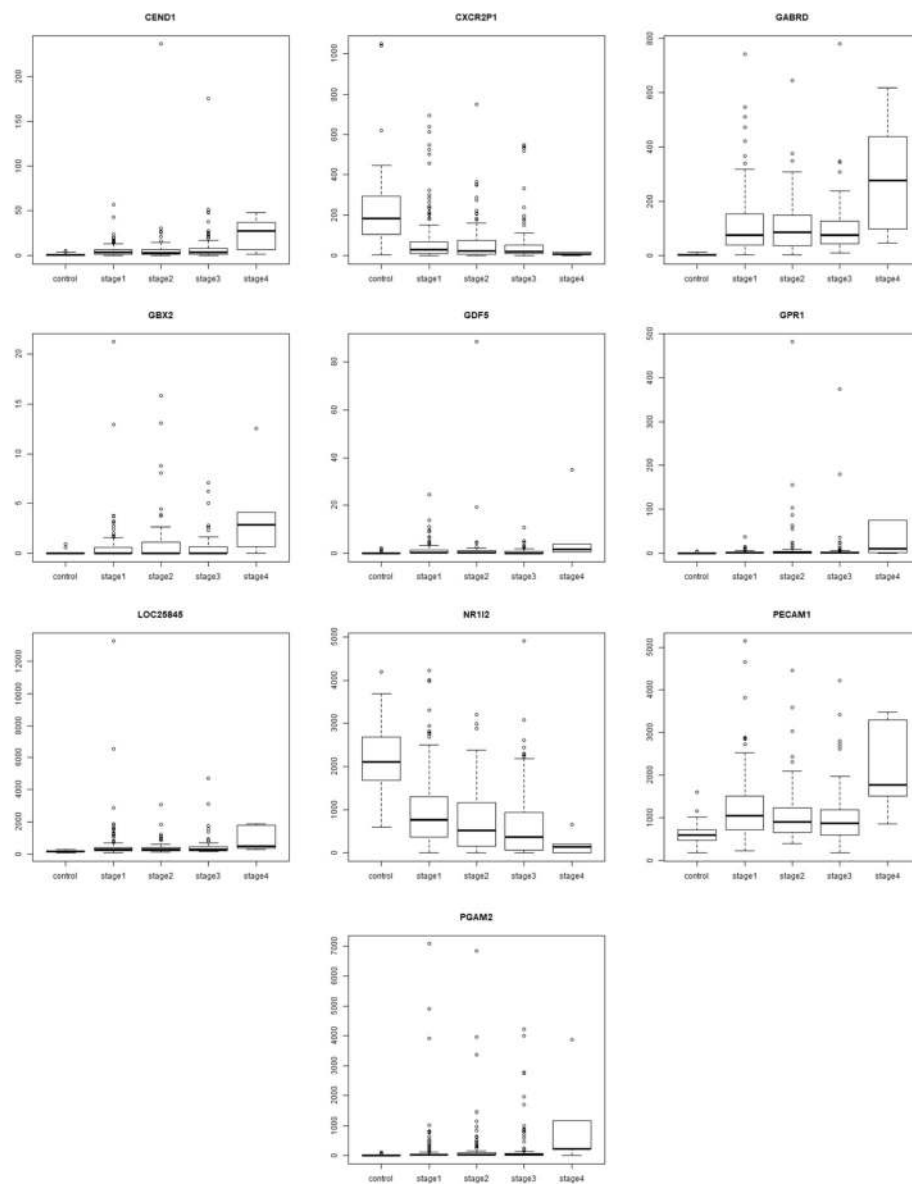 CEND1
200
150
100
50
0
control stage1 stage2 stage3 stage4
CXCR2P1
1000
800
600
400
200
0
control stage1 stage2 stage3 stage4
GABRD
800
600
400
200
0
control stage1 stage2 stage3 stage4
GBX2
20
15
10
5
0
control stage1 stage2 stage3 stage4
GDF5
80
60
40
20
0
control stage1 stage2 stage3 stage4
GPR1
500
400
300
200
100
0
control stage1 stage2 stage3 stage4
LOC25845
12000
10000
8000
6000
4000
2000
0
control stage1 stage2 stage3 stage4
NR1I2
5000
4000
3000
2000
1000
0
control stage1 stage2 stage3 stage4
PECAM1
5000
4000
3000
2000
1000
0
control stage1 stage2 stage3 stage4
PGAM2
7000
6000
5000
4000
3000
2000
1000
0
control stage1 stage2 stage3 stage4